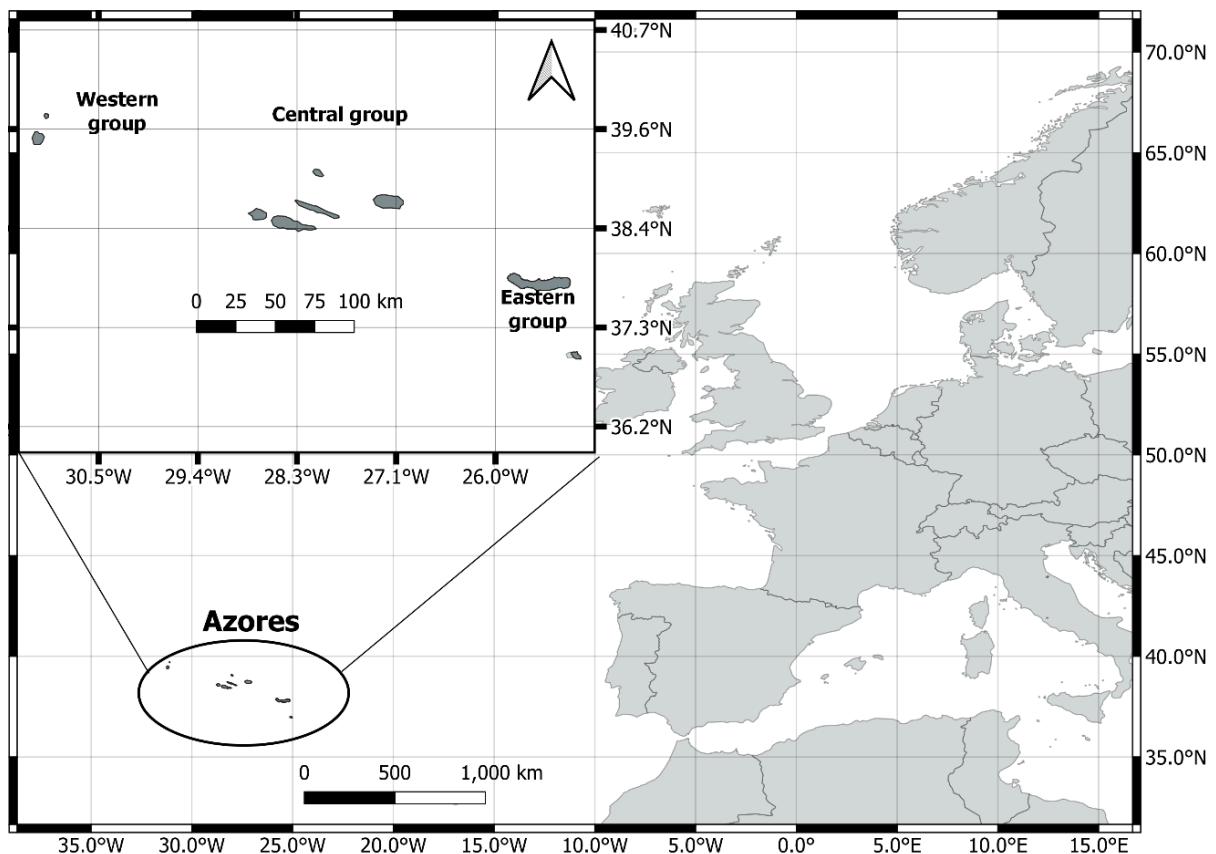 40.7°N
70.0°N
Western
group
Central group
39.6°N
65.0°N
38.4°N
60.0°N
0 25 50 75 100 km
Eastern
group
37.3°N
55.0°N
36.2°N
50.0°N
30.5°W 29.4°W 28.3°W 27.1°W 26.0°W
45.0°N
Azores
40.0°N
35.0°N
0 500 1,000 km
35.0°W 30.0°W 25.0°W 20.0°W 15.0°W 10.0°W 5.0°W 0.0° 5.0°E 10.0°E 15.0°E